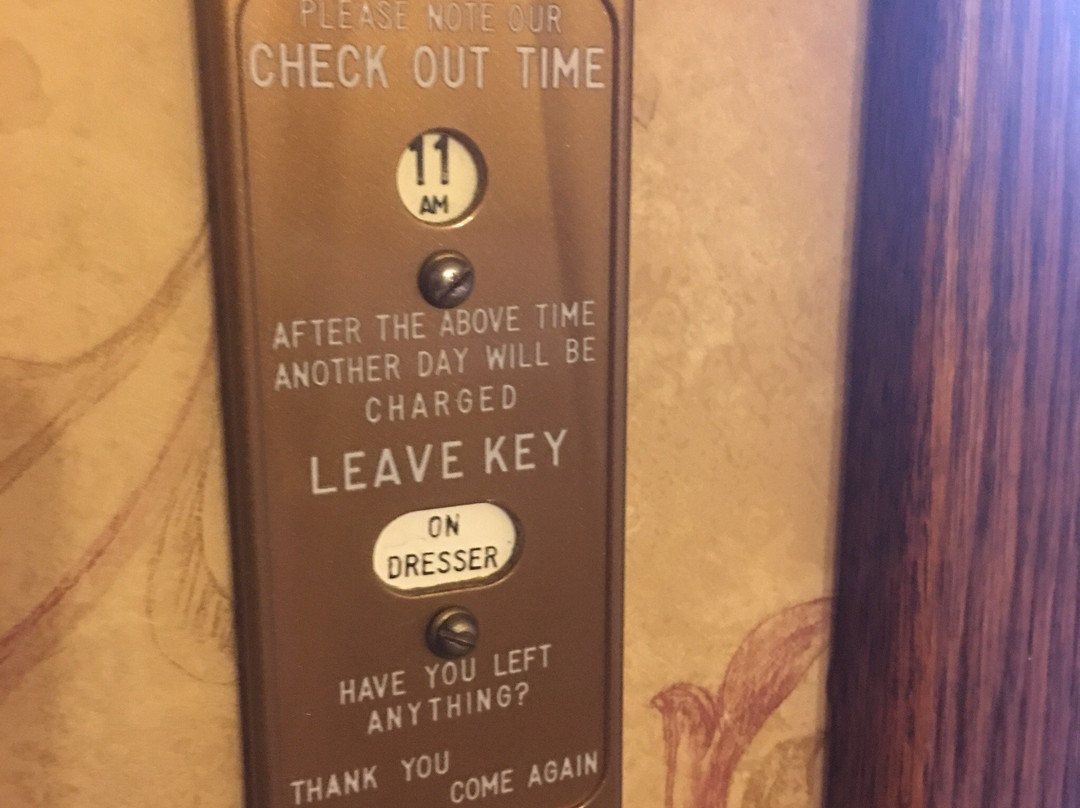 PLEASE NOTE OUR
CHECK OUT TIME
11
AM
AFTER THE ABOVE TIME
ANOTHER DAY WILL BE
CHARGED
LEAVE KEY
ON
DRESSER
HAVE YOU LEFT
ANYTHING?
THANK YOU
COME AGAIN